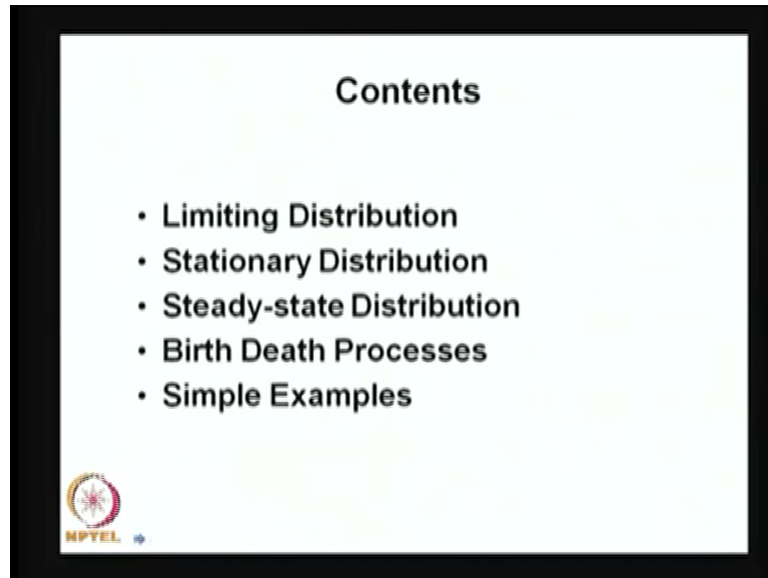 Contents
• Limiting Distribution
• Stationary Distribution
• Steady-state Distribution
• Birth Death Processes
• Simple Examples
NPTEL